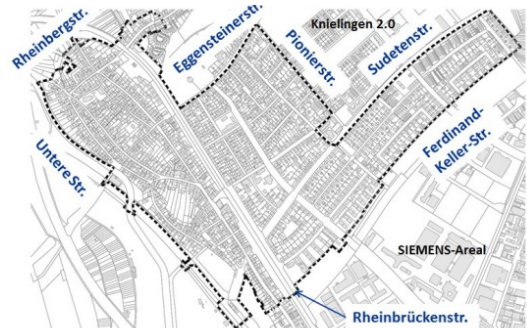 Knielingen 2.0
Rheinbergstr.
Eggensteinerstr.
Pionierstr.
Sudetenstr.
Untere Str.
Ferdinand-
Keller-Str.
SIEMENS-Areal
Rheinbrückenstr.